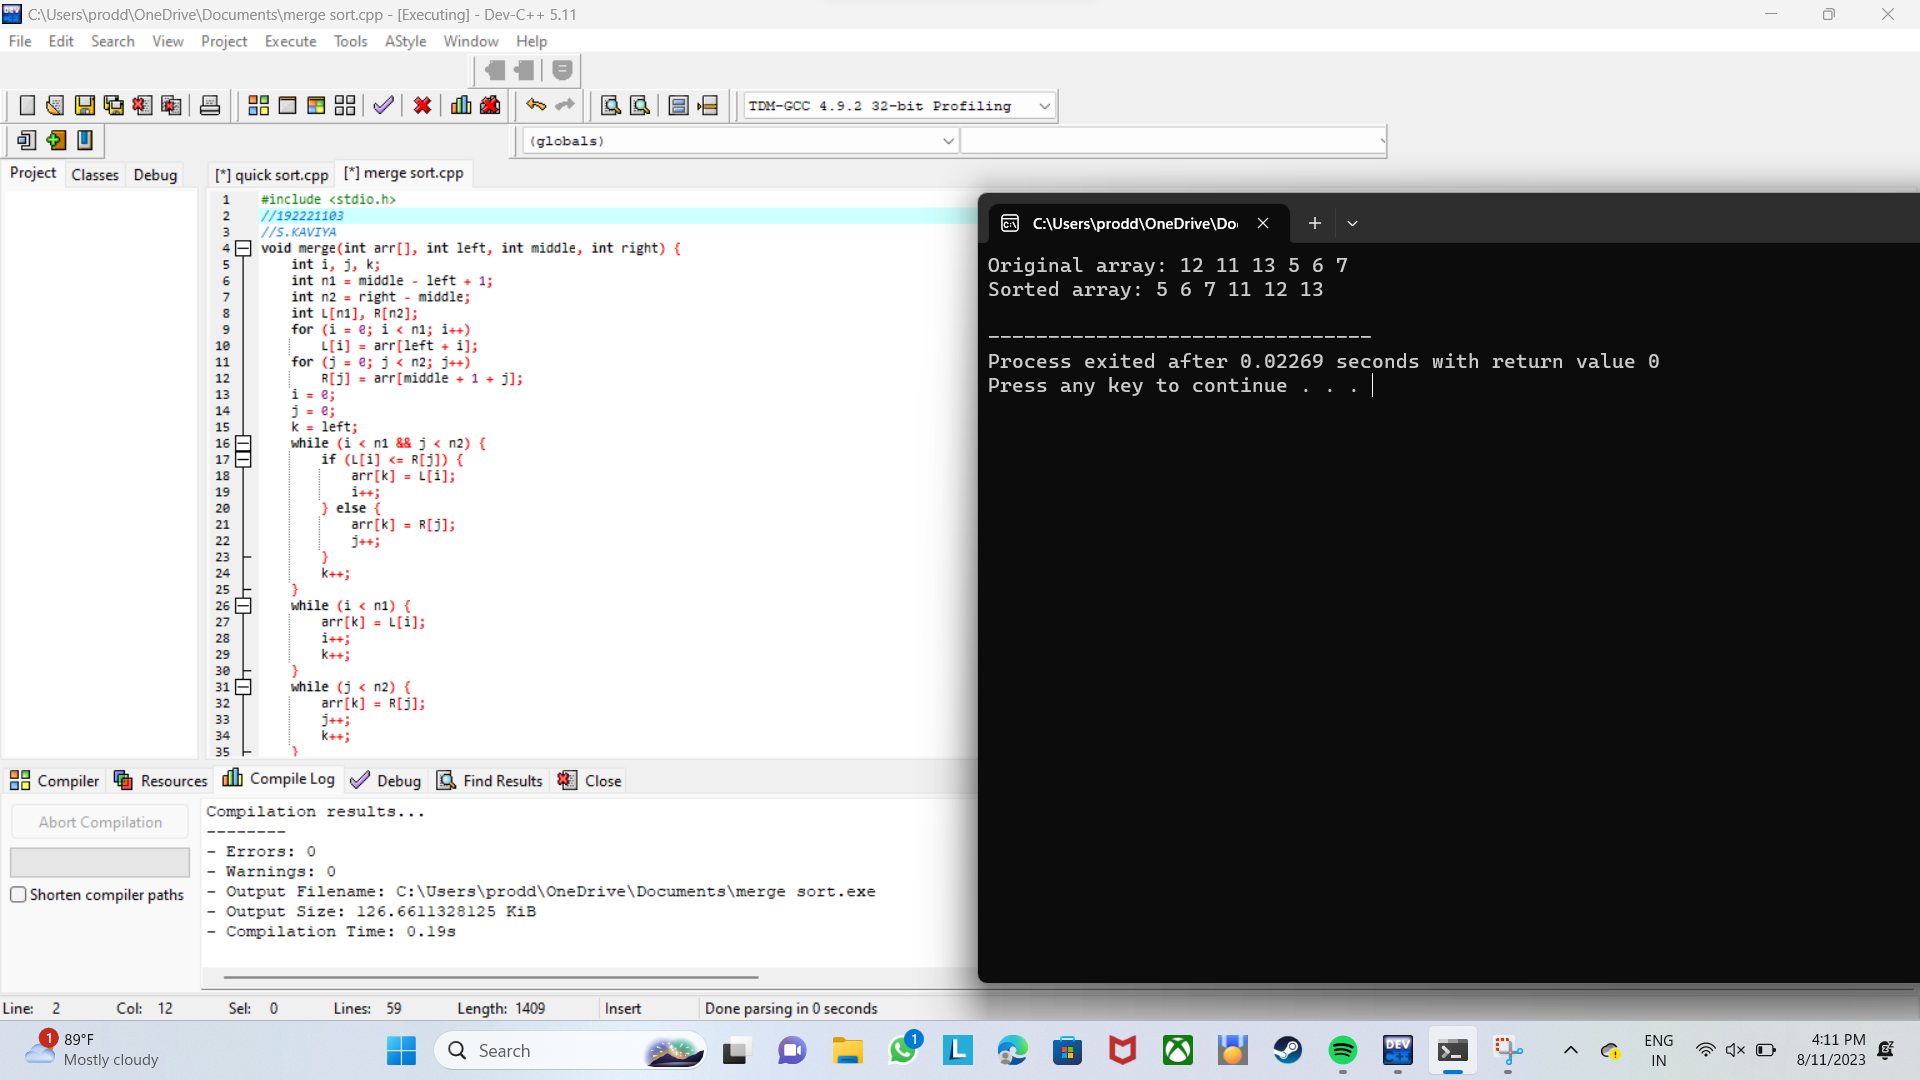 C:\Users\prodd\OneDrive\Documents\merge sort.cpp - [Executing] - Dev-C++ 5.11
File Edit Search View Project Execute Tools AStyle Window Help
TDM-GCC 4.9.2 32-bit Profiling
(globals)
Project Classes Debug
[*] quick sort.cpp [*] merge sort.cpp
1 #include <stdio.h>
2 //192221103
3 //S.KAVIYA
4 void merge(int arr[], int left, int middle, int right) {
5 int i, j, k;
6 int n1 = middle - left + 1;
7 int n2 = right - middle;
8 int L[n1], R[n2];
9 for (i = 0; i < n1; i++)
10 L[i] = arr[left + i];
11 for (j = 0; j < n2; j++)
12 R[j] = arr[middle + 1 + j];
13 i = 0;
14 j = 0;
15 k = left;
16 while (i < n1 && j < n2) {
17 if (L[i] <= R[j]) {
18 arr[k] = L[i];
19 i++;
20 } else {
21 arr[k] = R[j];
22 j++;
23 }
24 k++;
25 }
26 while (i < n1) {
27 arr[k] = L[i];
28 i++;
29 k++;
30 }
31 while (j < n2) {
32 arr[k] = R[j];
33 j++;
34 k++;
35 }
C:\Users\prodd\OneDrive\Do
Original array: 12 11 13 5 6 7
Sorted array: 5 6 7 11 12 13
--------------------------------
Process exited after 0.02269 seconds with return value 0
Press any key to continue . . .
Compiler Resources Compile Log Debug Find Results Close
Abort Compilation
Shorten compiler paths
Compilation results...
--------
- Errors: 0
- Warnings: 0
- Output Filename: C:\Users\prodd\OneDrive\Documents\merge sort.exe
- Output Size: 126.6611328125 KiB
- Compilation Time: 0.19s
Line: 2 Col: 12 Sel: 0 Lines: 59 Length: 1409 Insert Done parsing in 0 seconds
1
89°F
Mostly cloudy
Search
1
L
DEV
ENG
IN
4:11 PM
8/11/2023